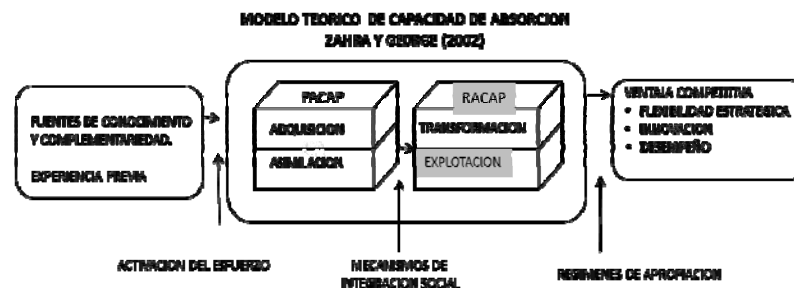 MODELO TEORICO DE CAPACIDAD DE ABSORCION
ZAHRA Y GEORGE (2002)
FUENTES DE CONOCIMIENTO
Y COMPLEMENTARIEDAD.
EXPERIENCIA PREVIA
PACAP
ADQUISICION
ASIMILACION
RACAP
TRANSFORMACION
EXPLOTACION
VENTAJA COMPETITIVA
• FLEXIBILIDAD ESTRATEGICA
• INNOVACION
• DESEMPEÑO
ACTIVACION DEL ESFUERZO
MECANISMOS DE
INTEGRACION SOCIAL
REGIMENES DE APROPIACION